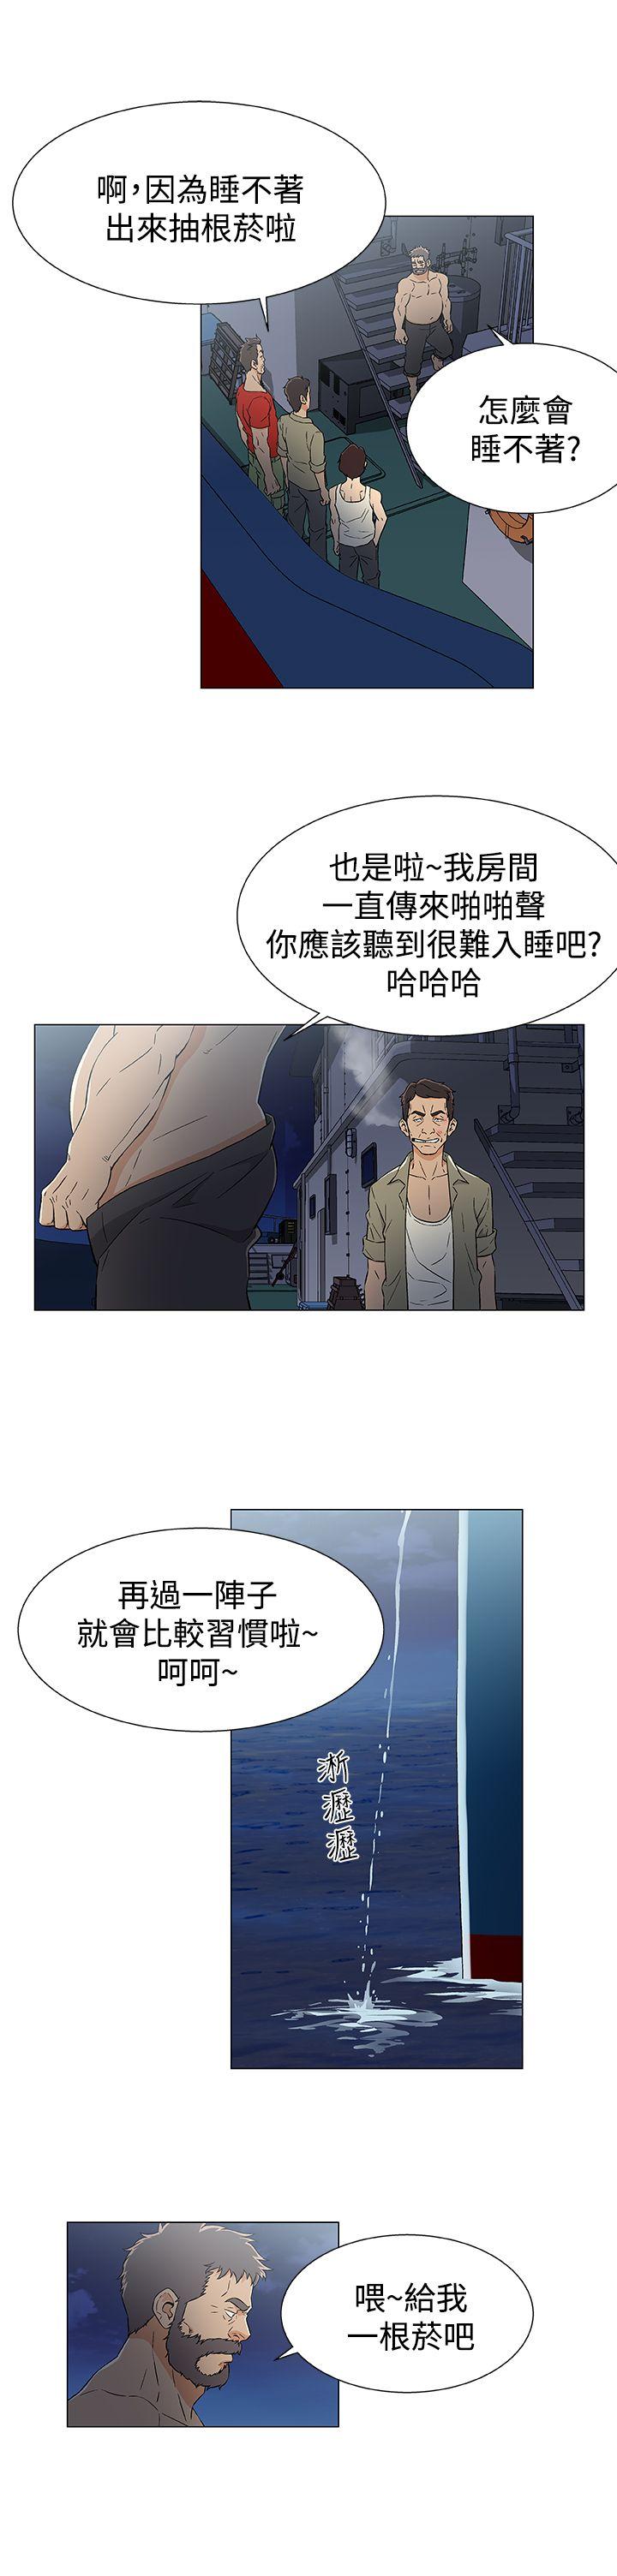 啊,因為睡不著
出來抽根菸啦
怎麼會
睡不著?
也是啦~我房間
一直傳來啪啪聲
你應該聽到很難入睡吧?
哈哈哈
再過一陣子
就會比較習慣啦~
呵呵~
淅瀝瀝
喂~給我
一根菸吧